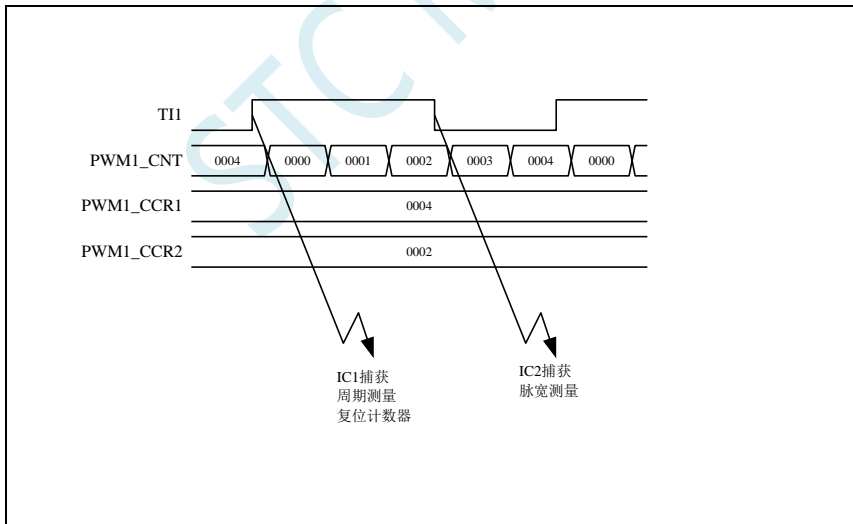 STC M
TI1
PWM1_CNT 0004 0000 0001 0002 0003 0004 0000
PWM1_CCR1 0004
PWM1_CCR2 0002
IC1捕获
周期测量
复位计数器
IC2捕获
脉宽测量